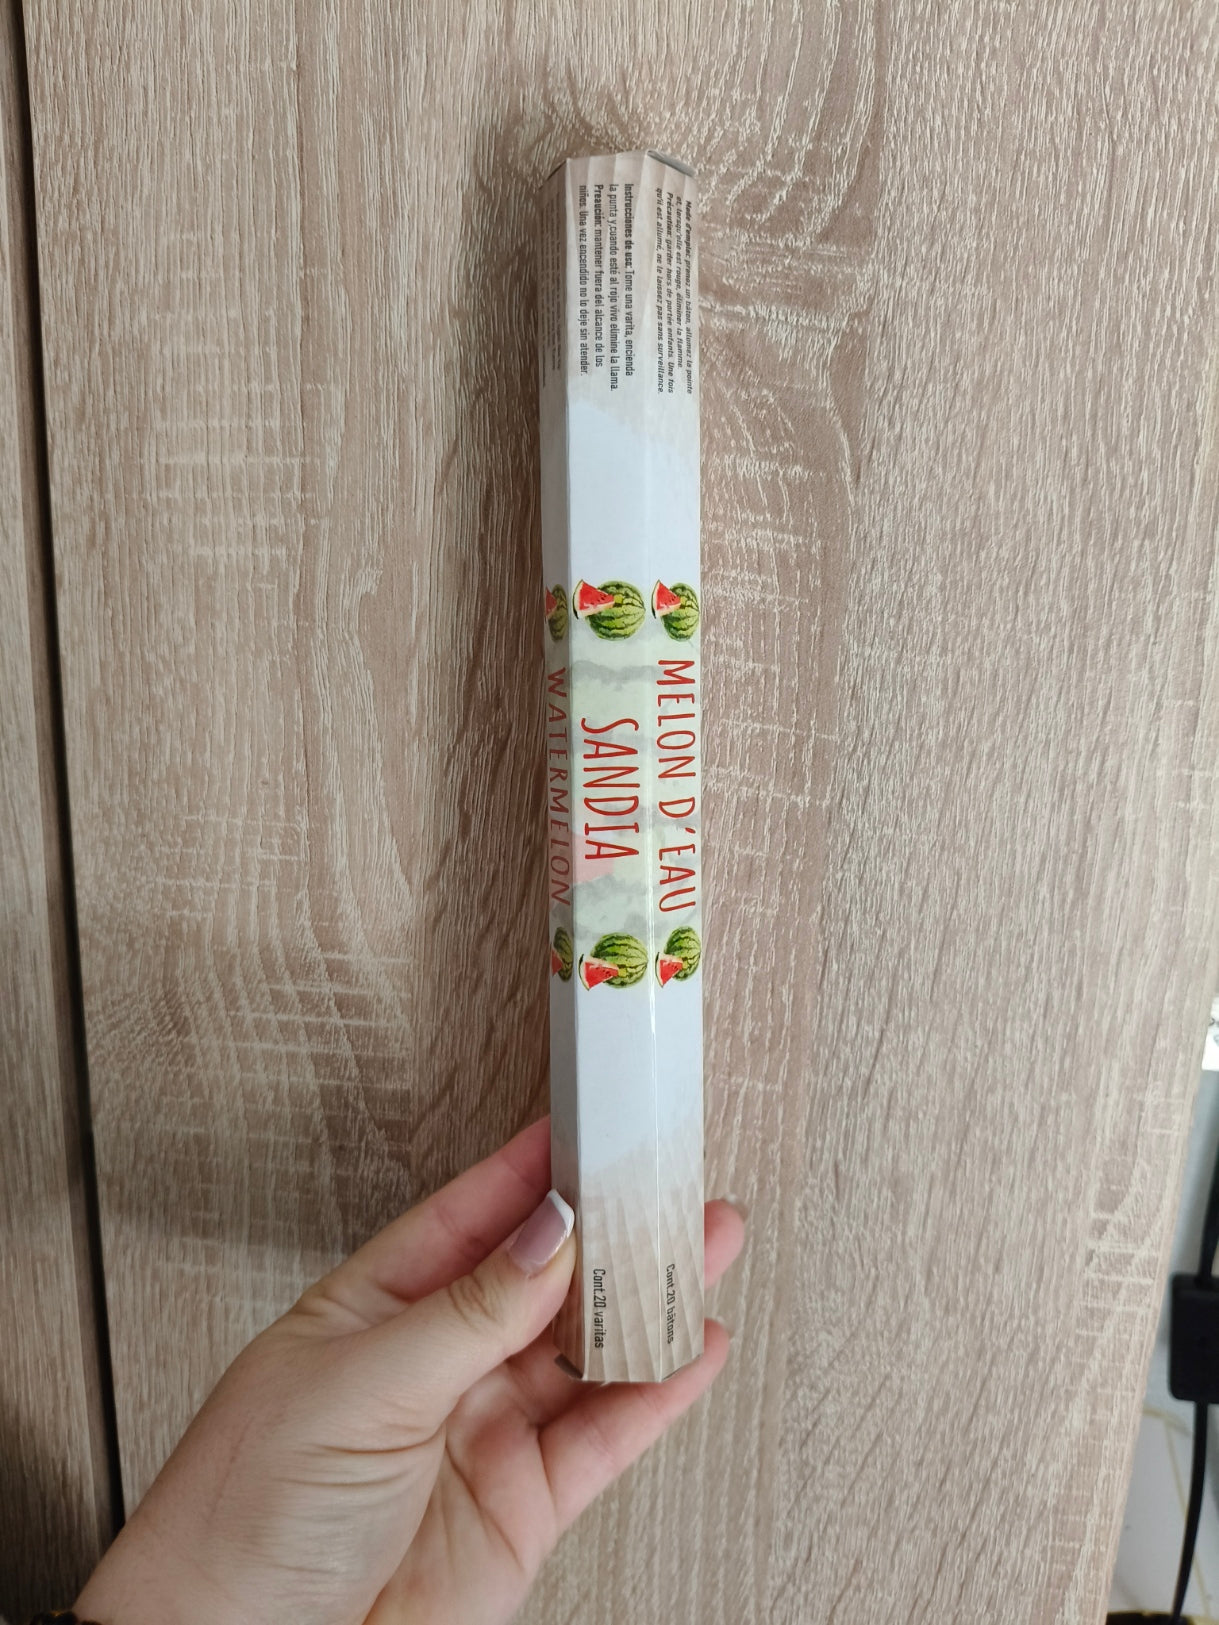 Mode d'emploi: prenez un bâton, allumez la pointe
et, lorsqu'elle est rouge, éliminer la flamme.
Précaution: garder hors de portée enfants. Une fois
qu'il est allumé, ne le laissez pas sans surveillance.
MELON D'EAU
Cont.20 bâtons
Instrucciones de uso: Tome una varita, encienda
la punta y,cuando esté al rojo vivo elimine la llama.
Preaución: mantener fuera del alcance de los
niños. Una vez encendido no lo deje sin atender.
SANDIA
Cont.20 varitas
WATERMELON